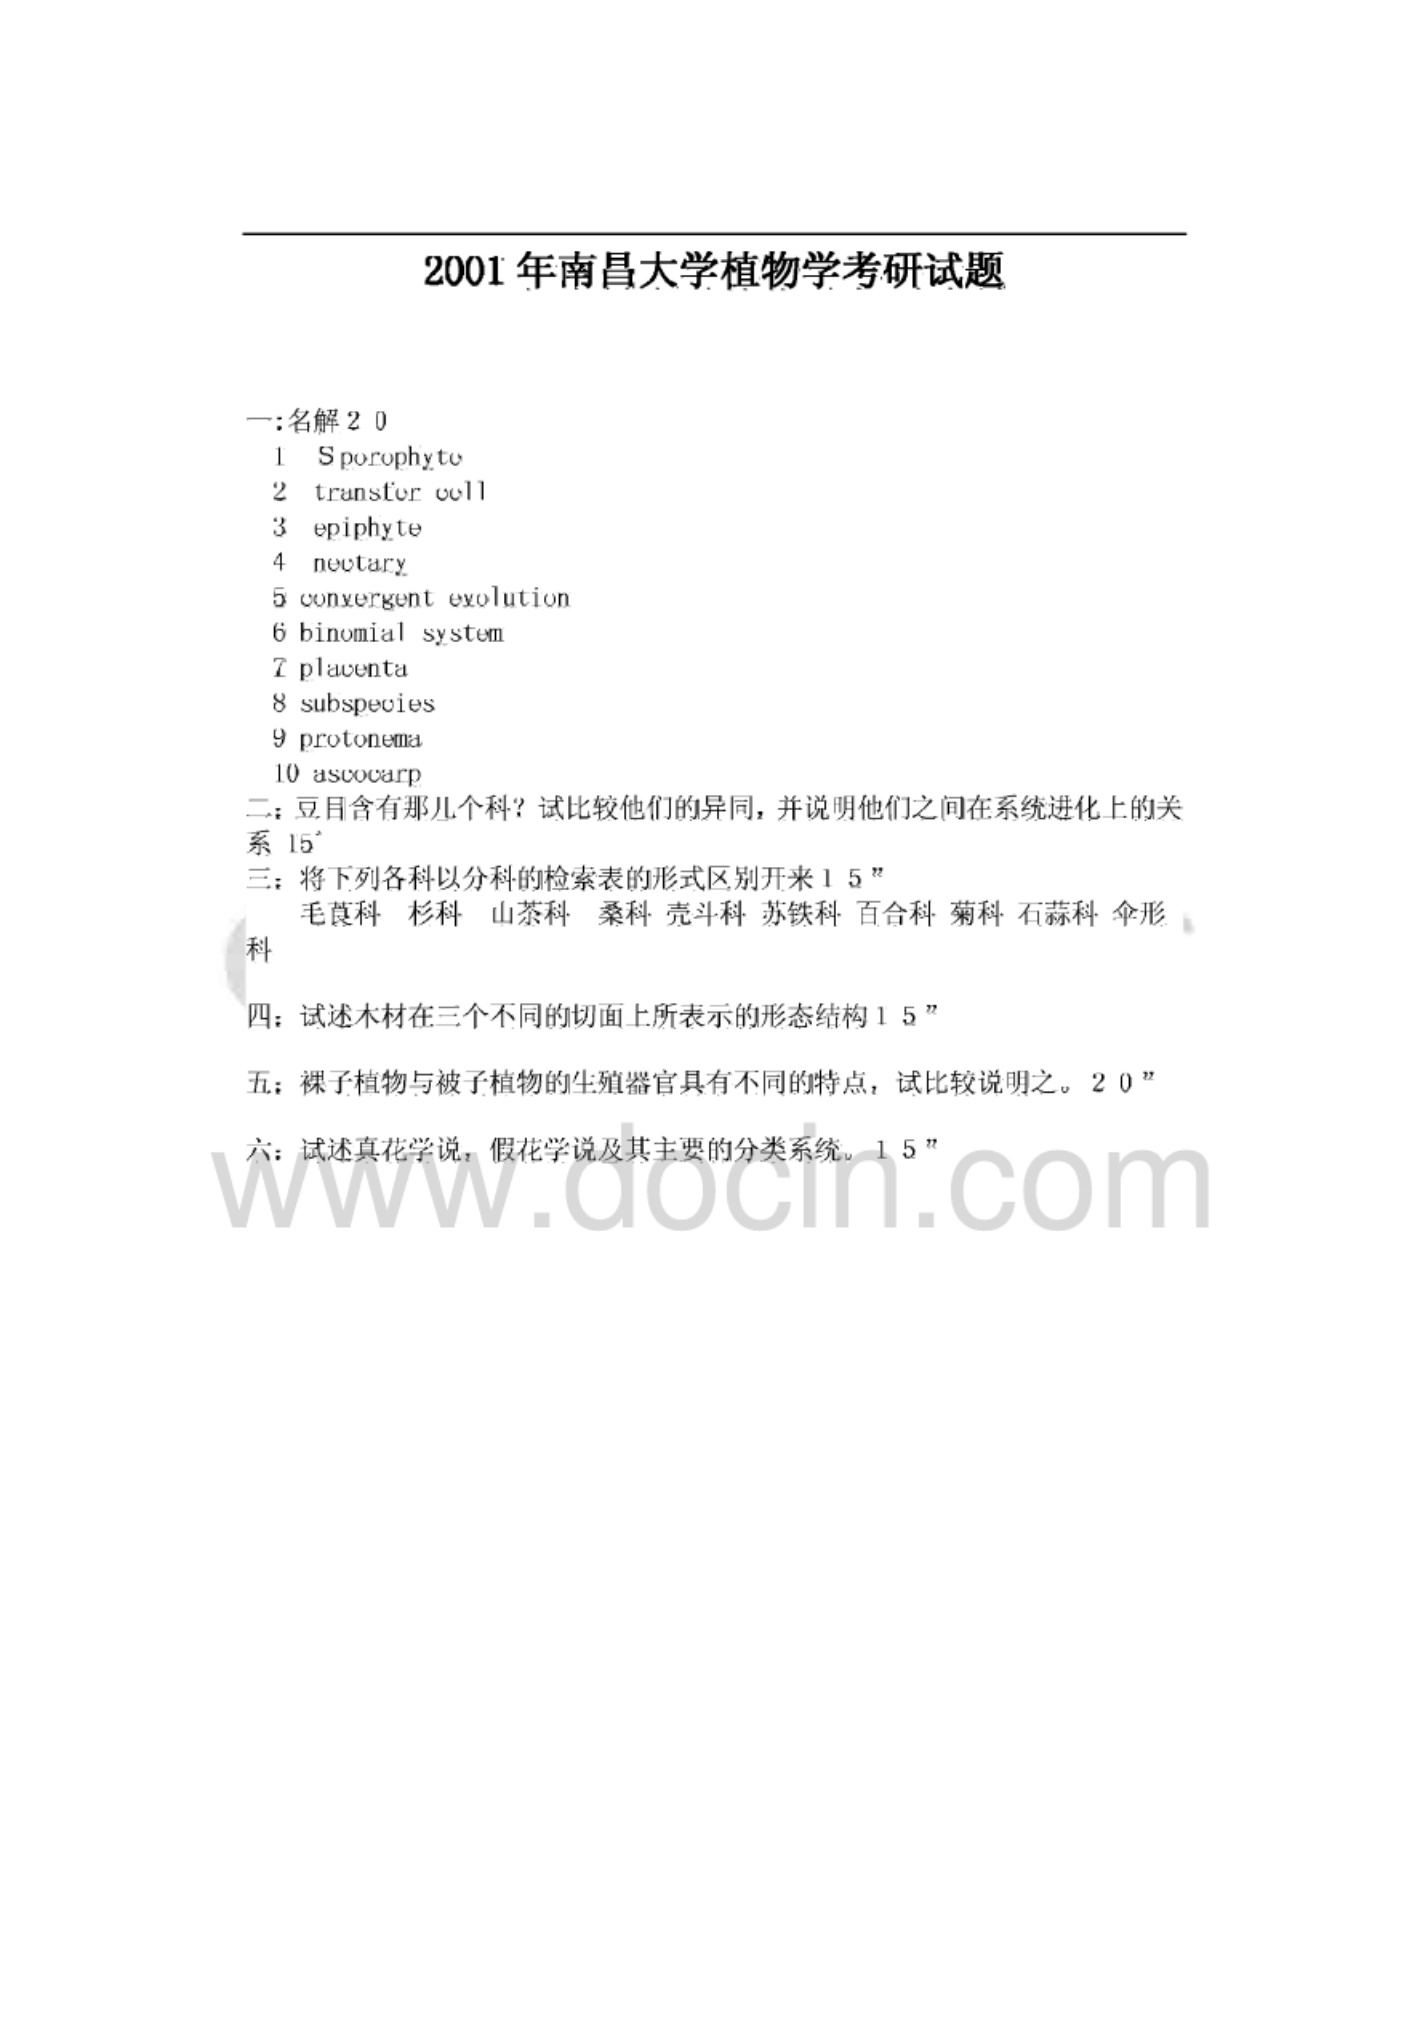 2001 年南昌大学植物学考研试题
一:名解２０
1 Ｓporophyte
2 transfer cell
3 epiphyte
4 nectary
5 convergent evolution
6 binomial system
7 placenta
8 subspecies
9 protonema
10 ascocarp
二；豆目含有那几个科？试比较他们的异同，并说明他们之间在系统进化上的关
系 15"
三；将下列各科以分科的检索表的形式区别开来１５”
毛茛科 杉科 山茶科 桑科 壳斗科 苏铁科 百合科 菊科 石蒜科 伞形
科
四；试述木材在三个不同的切面上所表示的形态结构１５”
五；裸子植物与被子植物的生殖器官具有不同的特点，试比较说明之。２０”
六；试述真花学说，假花学说及其主要的分类系统。１５”
www.docin.com